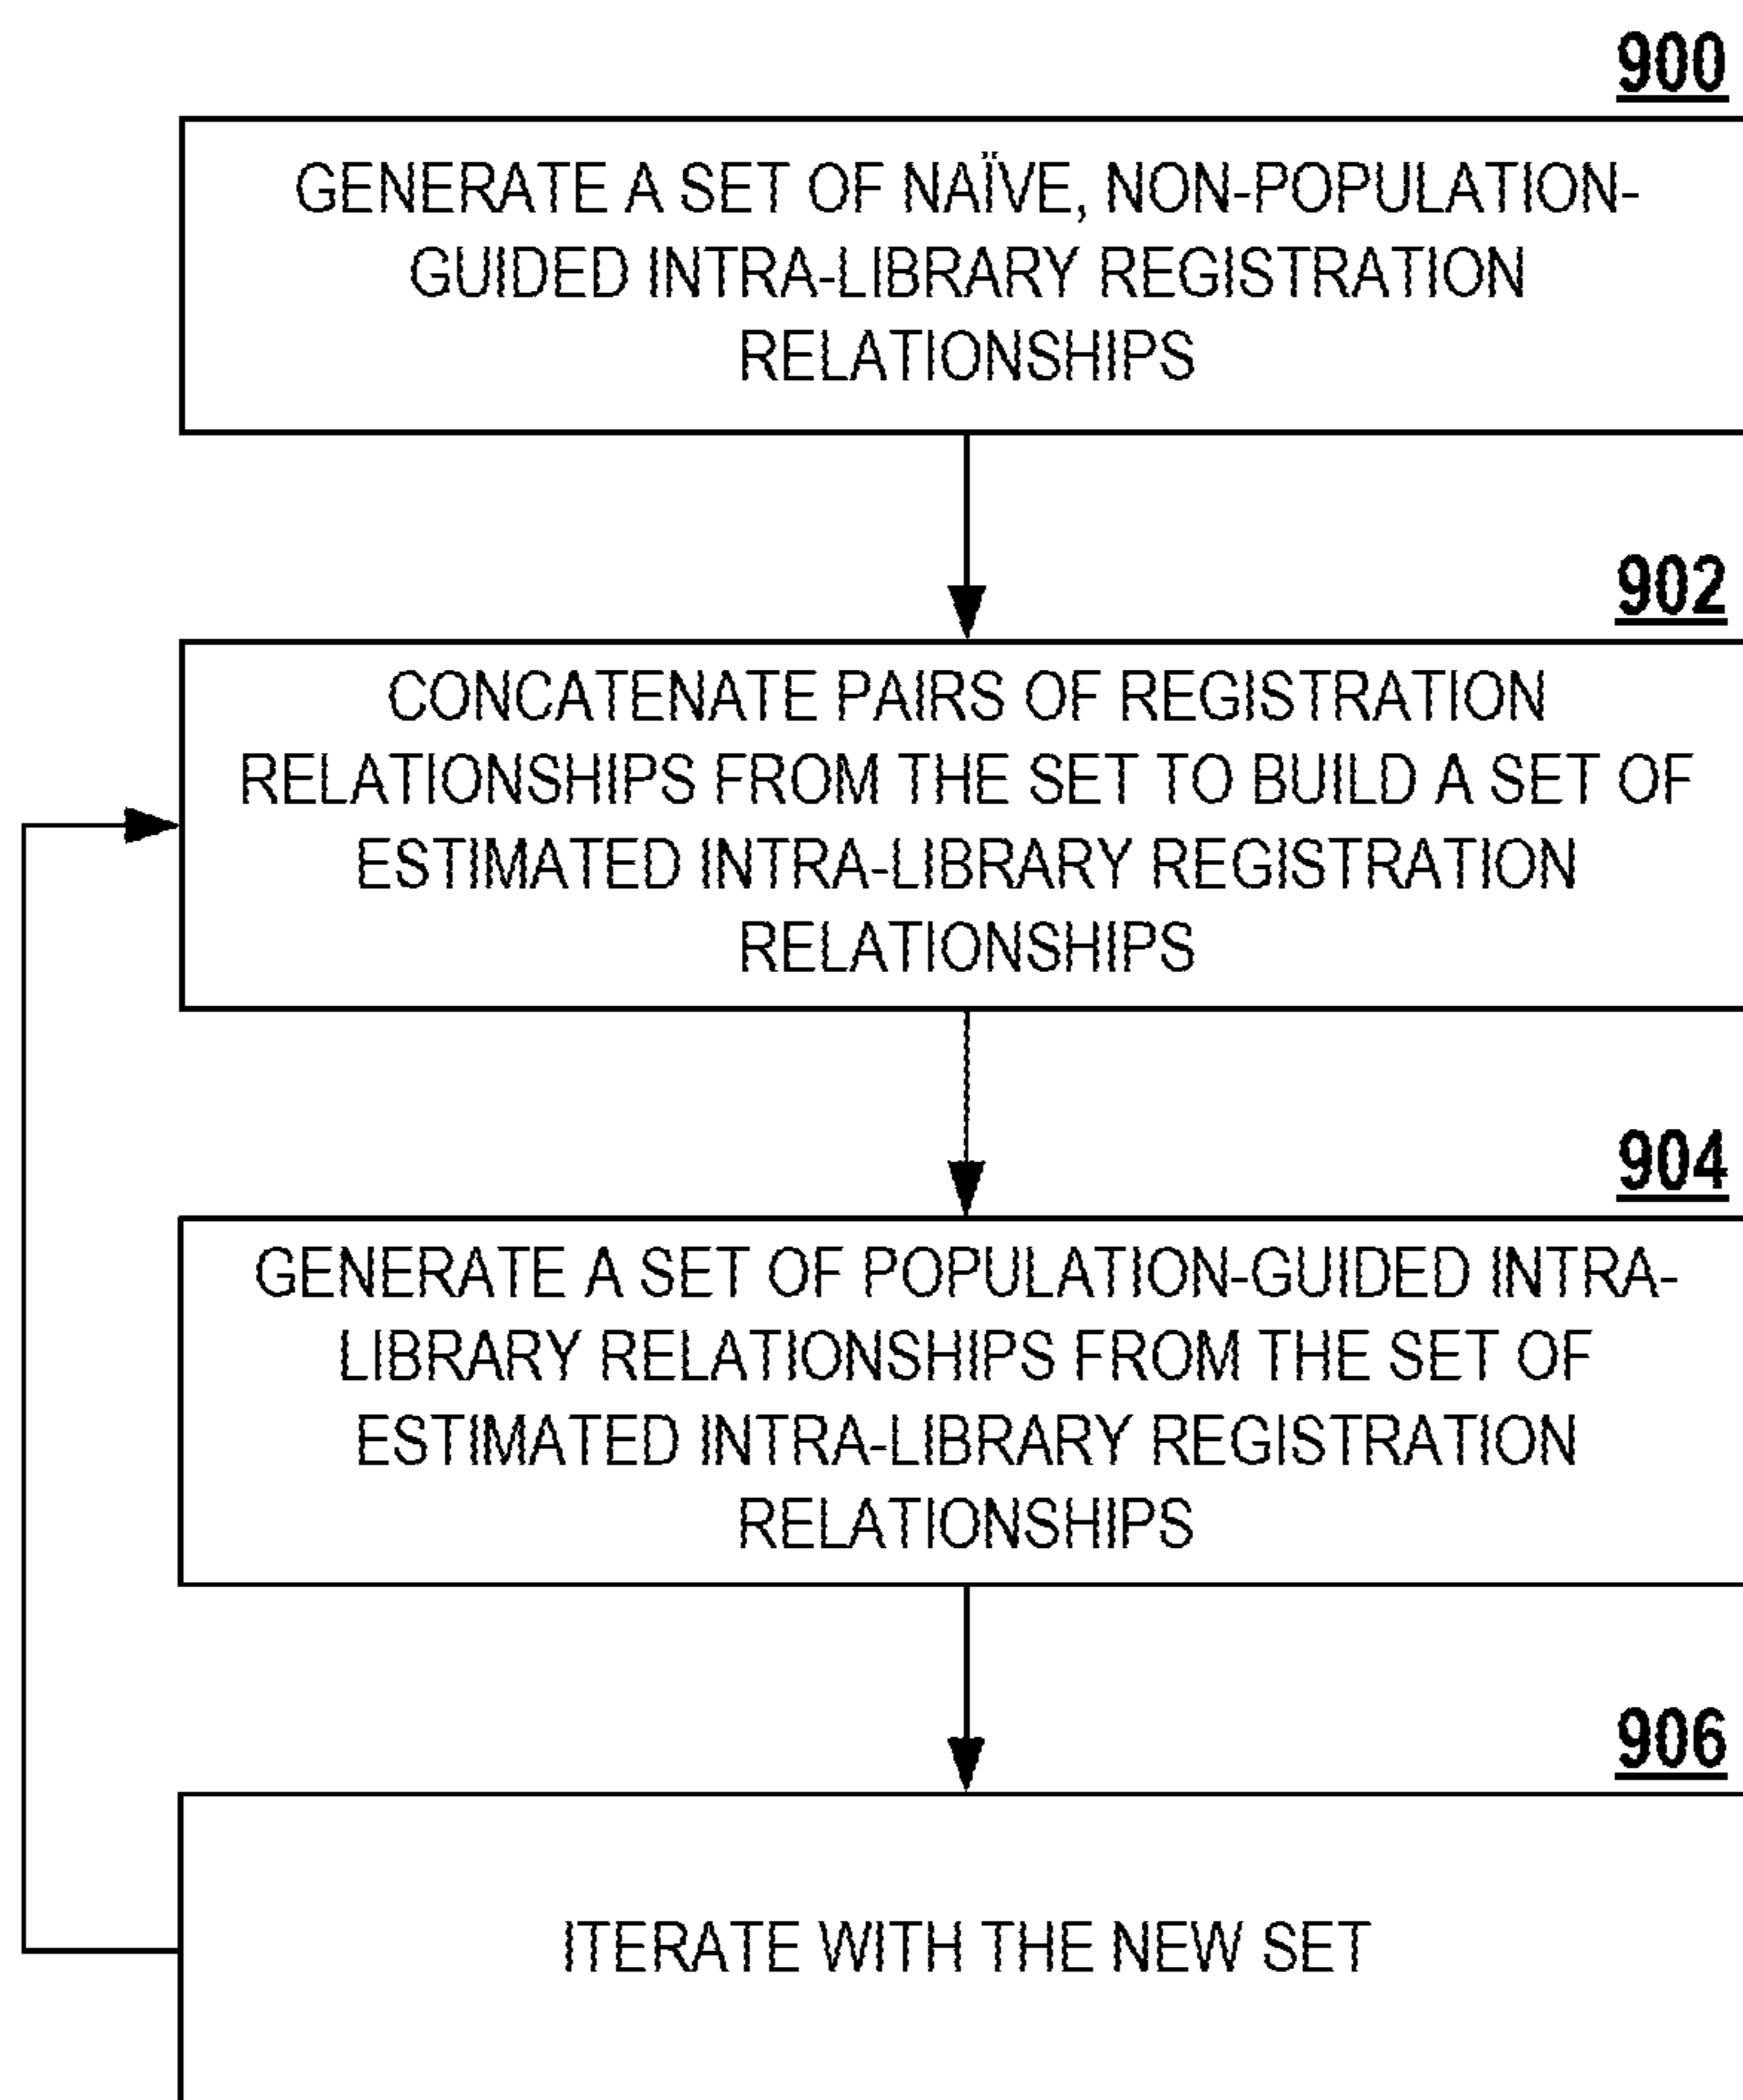 900
GENERATE A SET OF NAÏVE, NON-POPULATION-
GUIDED INTRA-LIBRARY REGISTRATION
RELATIONSHIPS
902
CONCATENATE PAIRS OF REGISTRATION
RELATIONSHIPS FROM THE SET TO BUILD A SET OF
ESTIMATED INTRA-LIBRARY REGISTRATION
RELATIONSHIPS
904
GENERATE A SET OF POPULATION-GUIDED INTRA-
LIBRARY RELATIONSHIPS FROM THE SET OF
ESTIMATED INTRA-LIBRARY REGISTRATION
RELATIONSHIPS
906
ITERATE WITH THE NEW SET